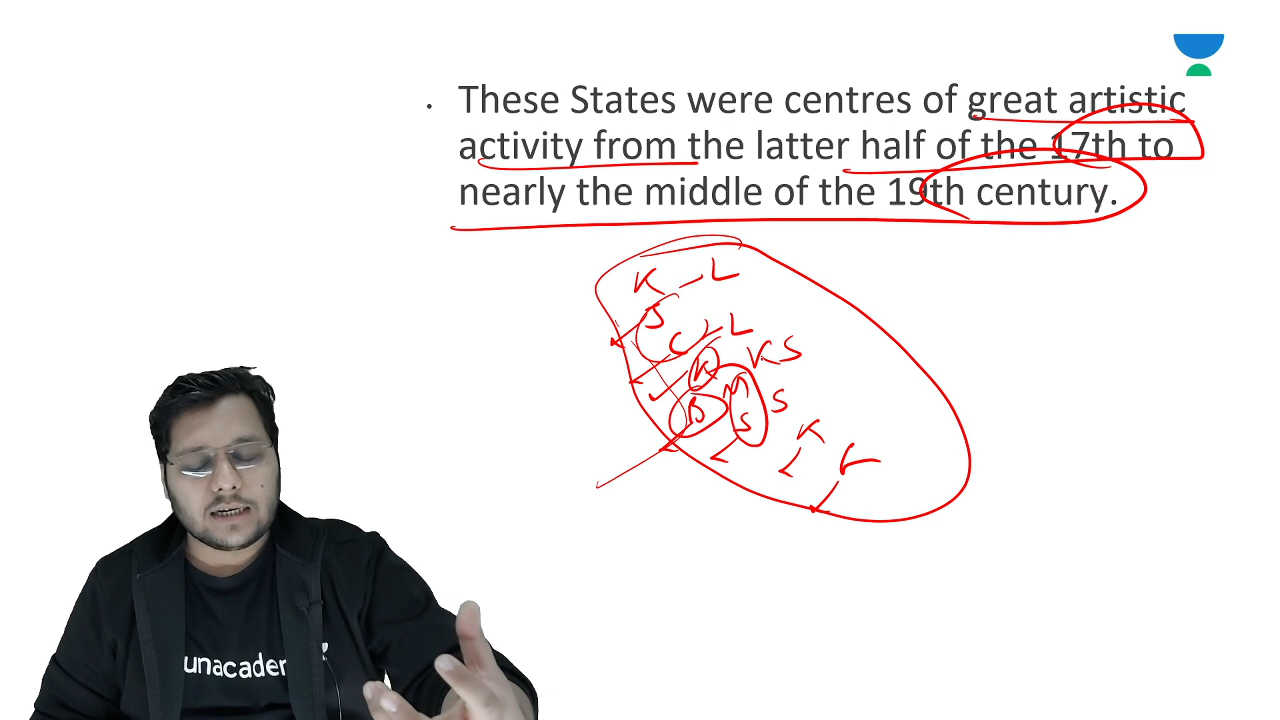 • These States were centres of great artistic
activity from the latter half of the 17th to
nearly the middle of the 19th century.
K - L
C L
K S
K
B
S
S
K
unacadem